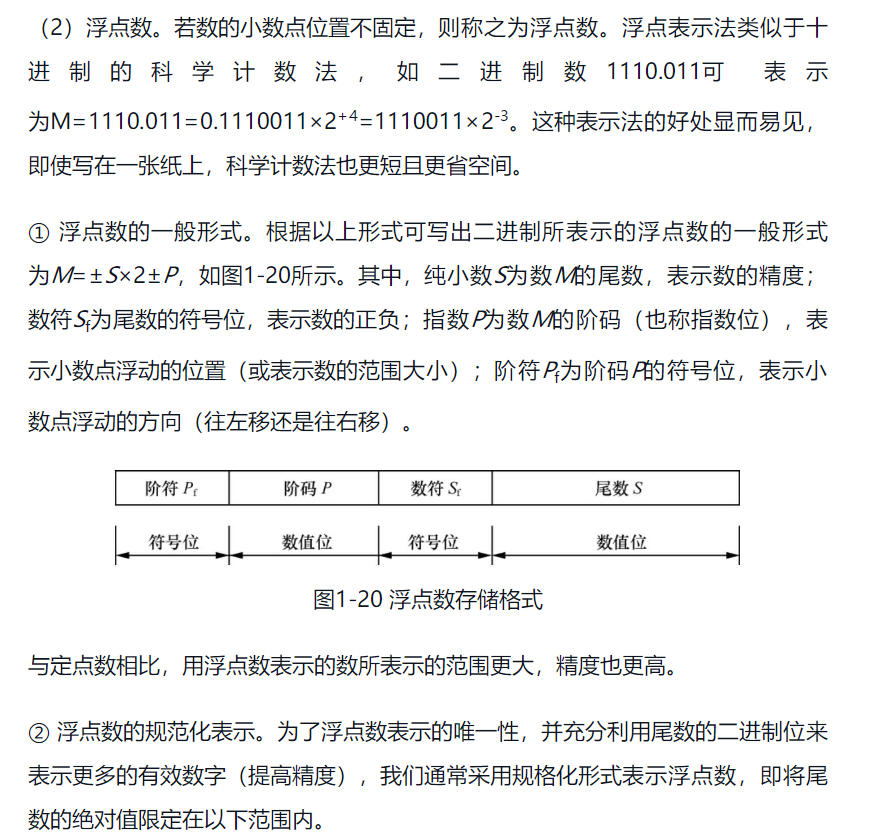 （2）浮点数。若数的小数点位置不固定，则称之为浮点数。浮点表示法类似于十
进制的科学计数法，如二进制数1110.011可 表示
为M=1110.011=0.1110011×2+4=1110011×2-3。这种表示法的好处显而易见，
即使写在一张纸上，科学计数法也更短且更省空间。
① 浮点数的一般形式。根据以上形式可写出二进制所表示的浮点数的一般形式
为M=±S×2±P，如图1-20所示。其中，纯小数S为数M的尾数，表示数的精度；
数符Sf为尾数的符号位，表示数的正负；指数P为数M的阶码（也称指数位），表
示小数点浮动的位置（或表示数的范围大小）；阶符Pf为阶码P的符号位，表示小
数点浮动的方向（往左移还是往右移）。
阶符 Pf 阶码 P 数符 Sf 尾数 S
符号位 数值位 符号位 数值位
图1-20 浮点数存储格式
与定点数相比，用浮点数表示的数所表示的范围更大，精度也更高。
② 浮点数的规范化表示。为了浮点数表示的唯一性，并充分利用尾数的二进制位来
表示更多的有效数字（提高精度），我们通常采用规格化形式表示浮点数，即将尾
数的绝对值限定在以下范围内。